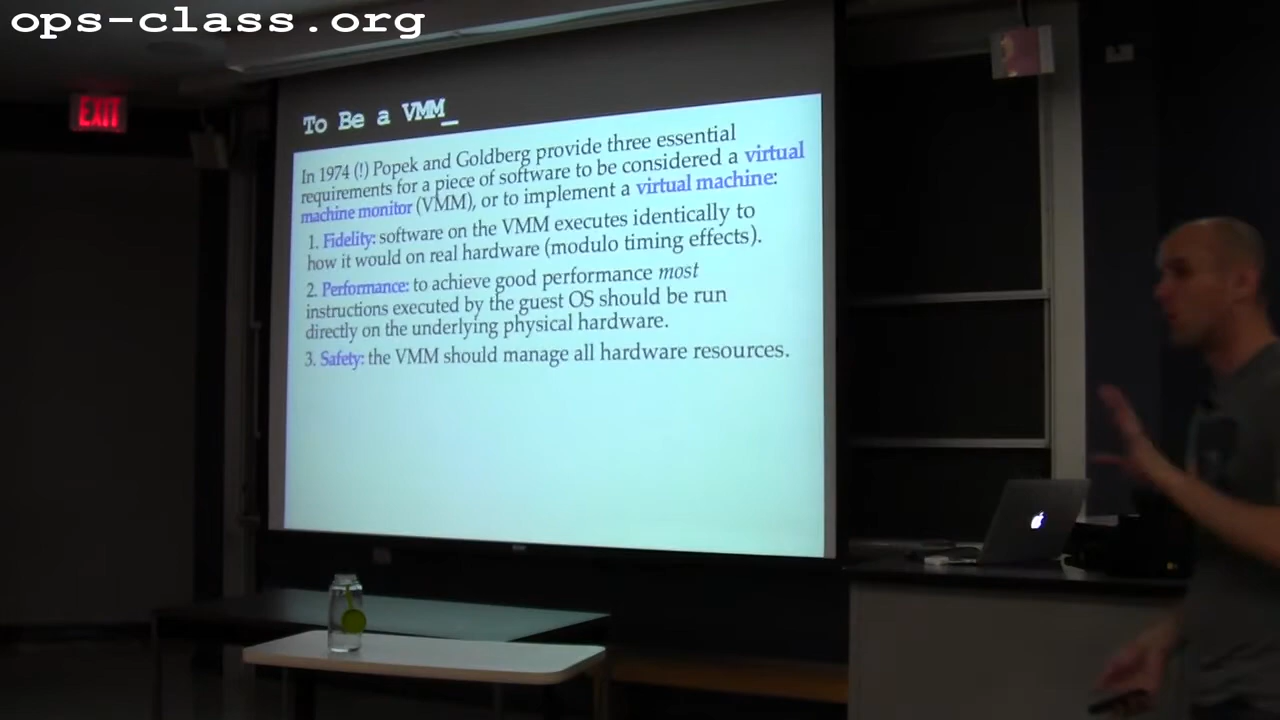 ops-class.org
EXIT
To Be a VMM_
In 1974 (!) Popek and Goldberg provide three essential
requirements for a piece of software to be considered a virtual
machine monitor (VMM), or to implement a virtual machine:
1. Fidelity: software on the VMM executes identically to
how it would on real hardware (modulo timing effects).
2. Performance: to achieve good performance most
instructions executed by the guest OS should be run
directly on the underlying physical hardware.
3. Safety: the VMM should manage all hardware resources.